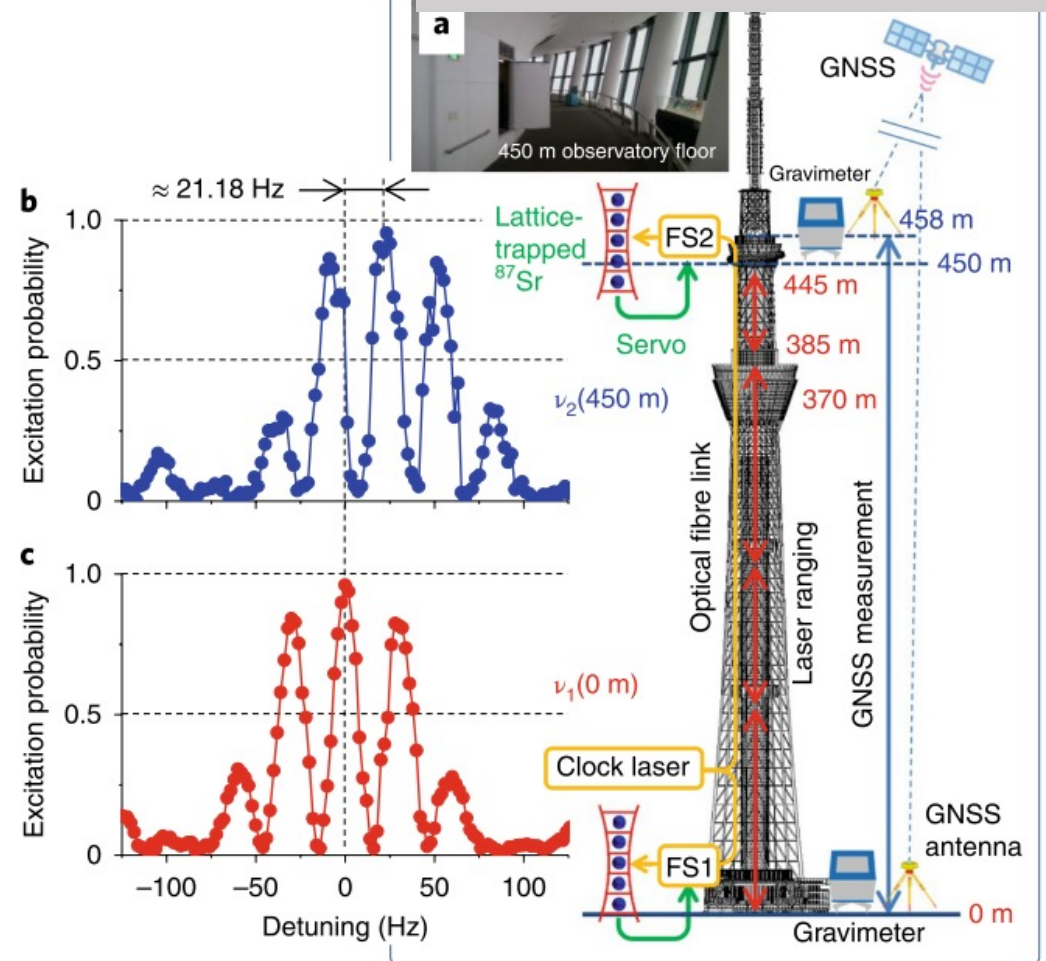 a
450 m observatory floor
GNSS
Gravimeter
458 m
450 m
445 m
385 m
370 m
Lattice-
trapped
⁸⁷Sr
FS2
Servo
b
≈ 21.18 Hz
Excitation probability
1.0
0.5
0
ν₂(450 m)
c
Excitation probability
1.0
0.5
0
ν₁(0 m)
−100 −50 0 50 100
Detuning (Hz)
Optical fibre link
Laser ranging
GNSS measurement
Clock laser
FS1
GNSS
antenna
0 m
Gravimeter